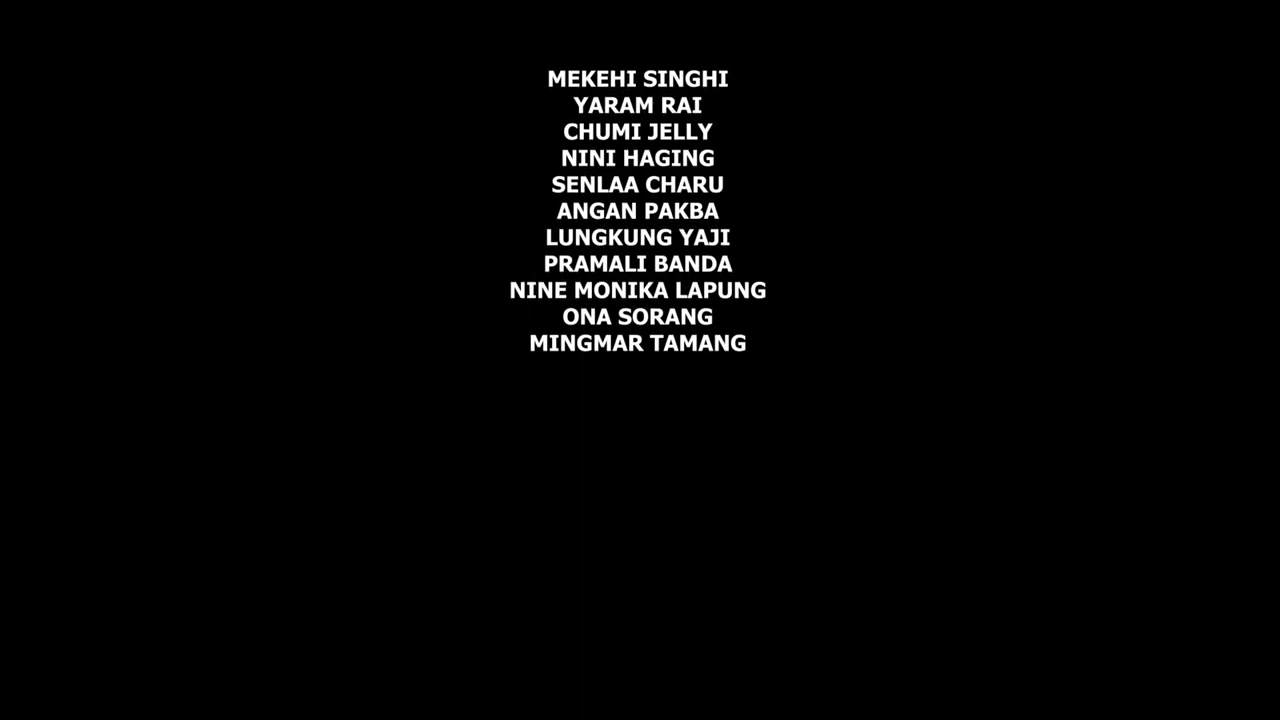 MEKEHI SINGHI
YARAM RAI
CHUMI JELLY
NINI HAGING
SENLAA CHARU
ANGAN PAKBA
LUNGKUNG YAJI
PRAMALI BANDA
NINE MONIKA LAPUNG
ONA SORANG
MINGMAR TAMANG